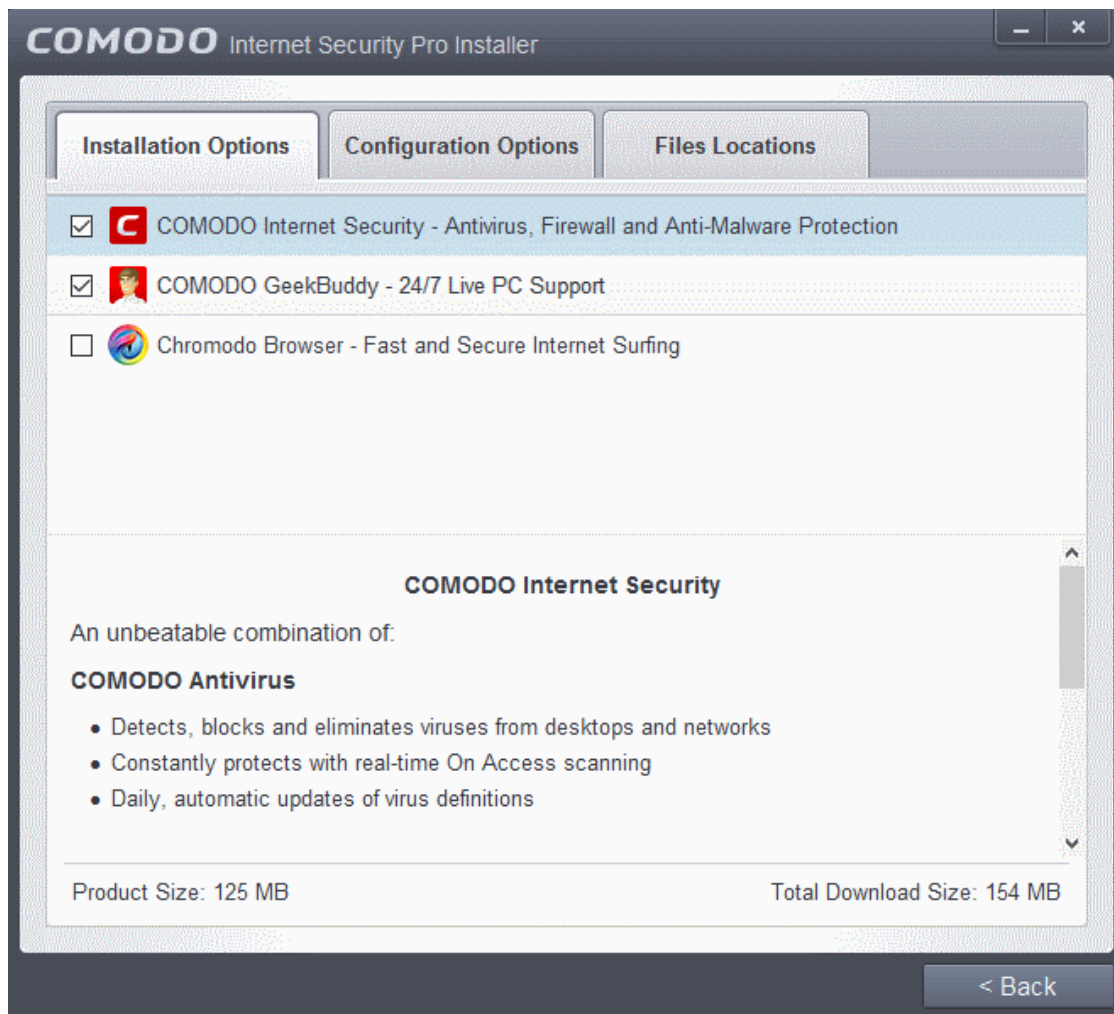 COMODO Internet Security Pro Installer
Installation Options
Configuration Options
Files Locations
COMODO Internet Security - Antivirus, Firewall and Anti-Malware Protection
COMODO GeekBuddy - 24/7 Live PC Support
Chromodo Browser - Fast and Secure Internet Surfing
COMODO Internet Security
An unbeatable combination of:
COMODO Antivirus
• Detects, blocks and eliminates viruses from desktops and networks
• Constantly protects with real-time On Access scanning
• Daily, automatic updates of virus definitions
Product Size: 125 MB
Total Download Size: 154 MB
< Back